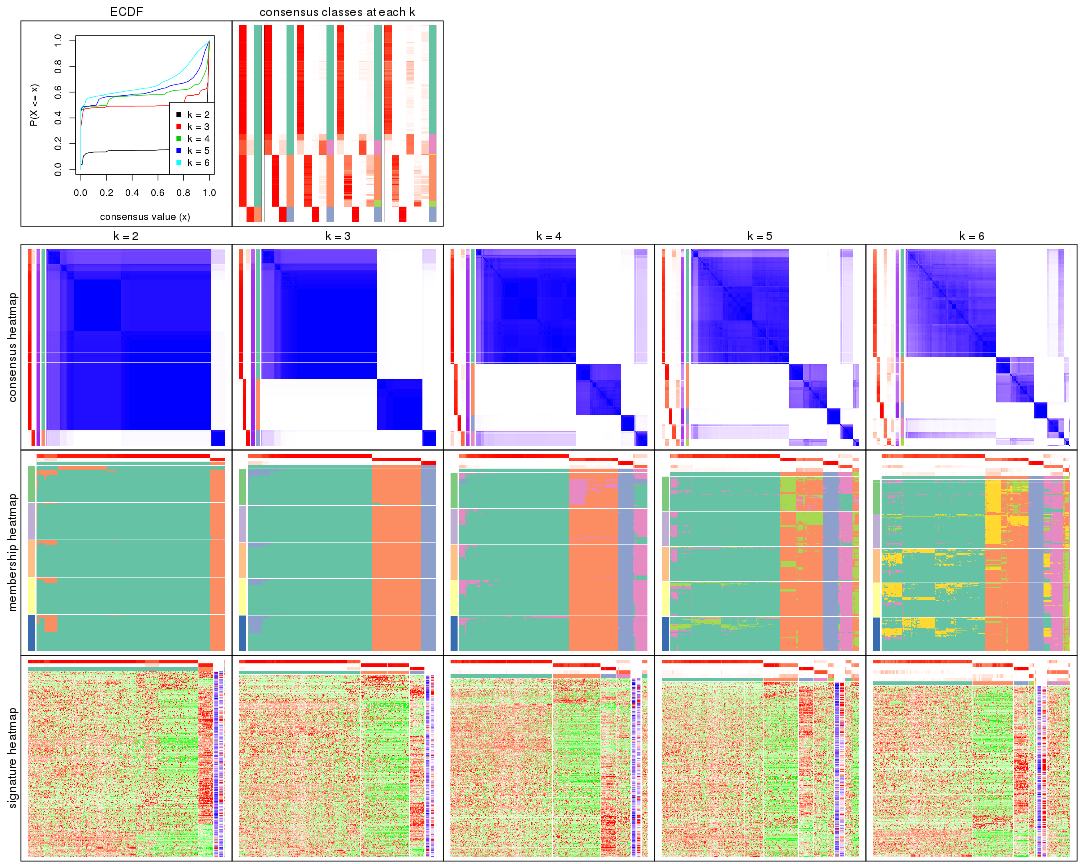 ECDF
consensus classes at each k
P(X <= x)
0.0 0.2 0.4 0.6 0.8 1.0
k = 2
k = 3
k = 4
k = 5
k = 6
0.0 0.2 0.4 0.6 0.8 1.0
consensus value (x)
k = 2
k = 3
k = 4
k = 5
k = 6
consensus heatmap
membership heatmap
signature heatmap